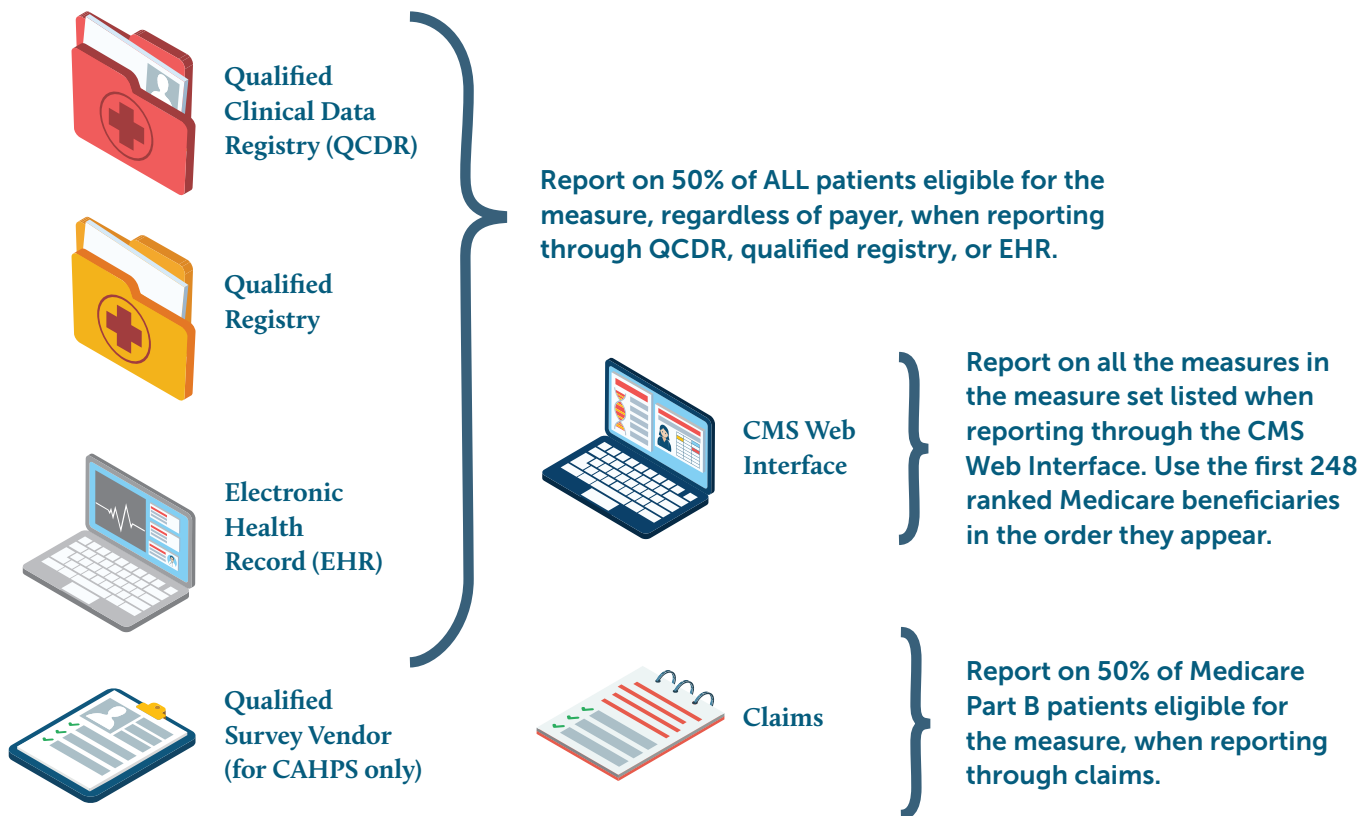 Qualified
Clinical Data
Registry (QCDR)
Qualified
Registry
Electronic
Health
Record (EHR)
Qualified
Survey Vendor
(for CAHPS only)
Report on 50% of ALL patients eligible for the
measure, regardless of payer, when reporting
through QCDR, qualified registry, or EHR.
CMS Web
Interface
Report on all the measures in
the measure set listed when
reporting through the CMS
Web Interface. Use the first 248
ranked Medicare beneficiaries
in the order they appear.
Claims
Report on 50% of Medicare
Part B patients eligible for
the measure, when reporting
through claims.